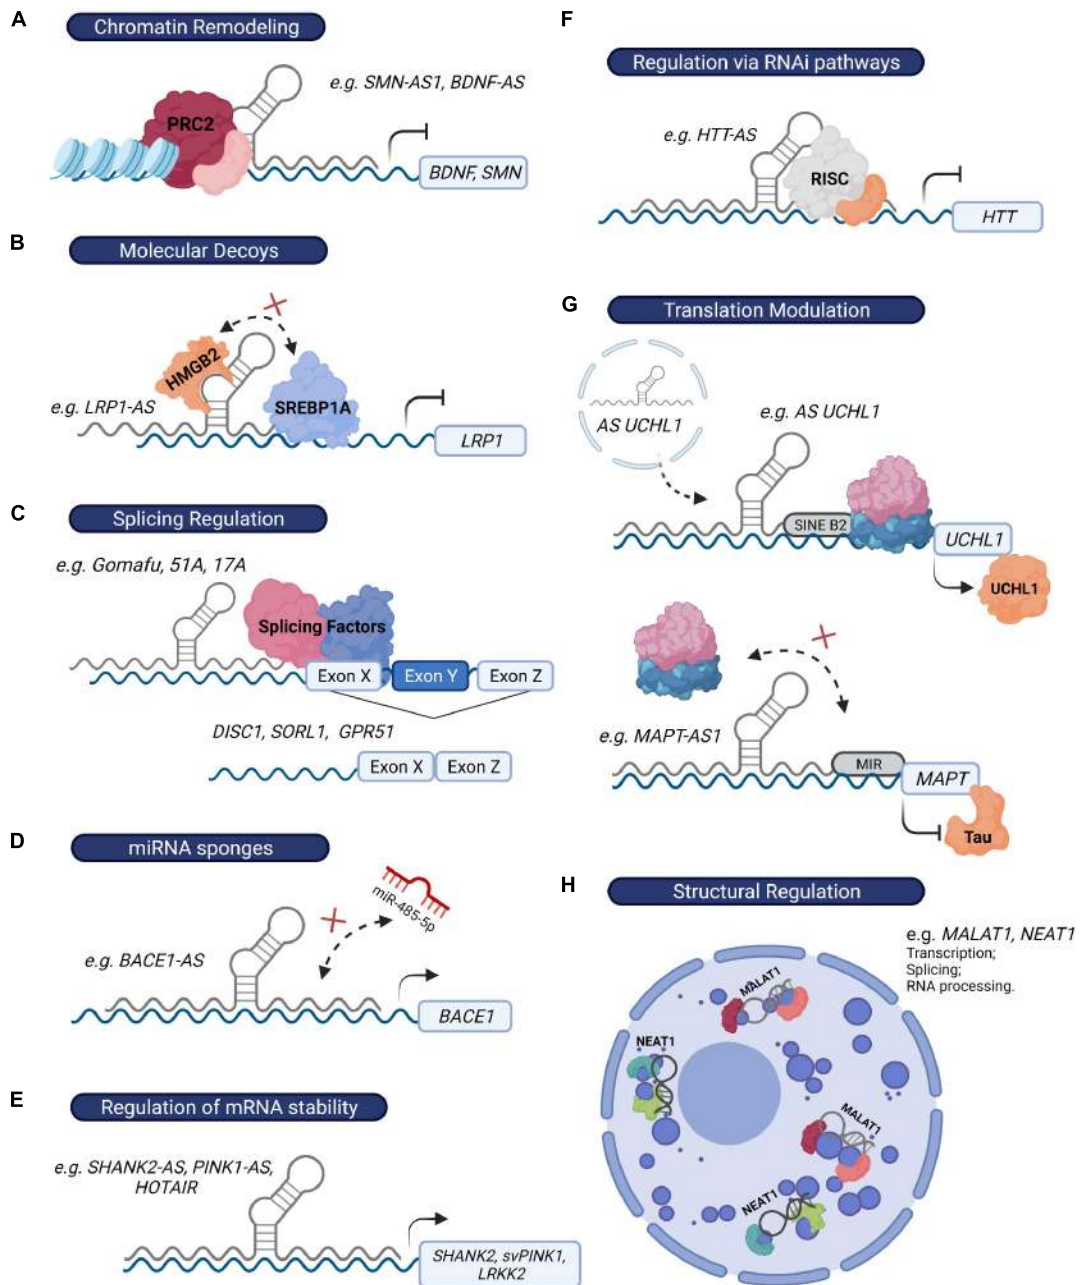 A
Chromatin Remodeling
e.g. SMN-AS1, BDNF-AS
PRC2
BDNF, SMN
B
Molecular Decoys
HMGB2
e.g. LRP1-AS
SREBP1A
LRP1
C
Splicing Regulation
e.g. Gomafu, 51A, 17A
Splicing Factors
Exon X
Exon Y
Exon Z
DISC1, SORL1, GPR51
Exon X
Exon Z
D
miRNA sponges
miR-485-5p
e.g. BACE1-AS
BACE1
E
Regulation of mRNA stability
e.g. SHANK2-AS, PINK1-AS,
HOTAIR
SHANK2, svPINK1,
LRKK2
F
Regulation via RNAi pathways
e.g. HTT-AS
RISC
HTT
G
Translation Modulation
AS UCHL1
e.g. AS UCHL1
SINE B2
UCHL1
UCHL1
e.g. MAPT-AS1
MIR
MAPT
Tau
H
Structural Regulation
e.g. MALAT1, NEAT1
Transcription;
Splicing;
RNA processing.
MALAT1
NEAT1
MALAT1
NEAT1